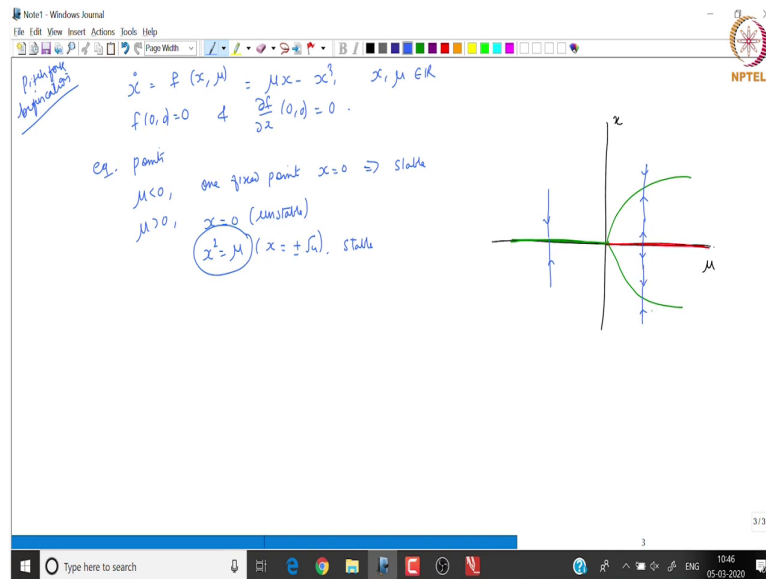 Note1 - Windows Journal
File Edit View Insert Actions Tools Help
Page Width
B I
NPTEL
Pitchfork
bifurcation
ẋ = f (x, μ) = μx - x³, x, μ ∈ ℝ
f(0,0)=0 & ∂f/∂x (0,0) = 0 .
eq. points
μ<0, one fixed point x=0 ⇒ stable
μ>0, x=0 (unstable)
x² = μ (x = ±√μ). stable
x
μ
3/3
3
Type here to search
ENG
10:46
05-03-2020